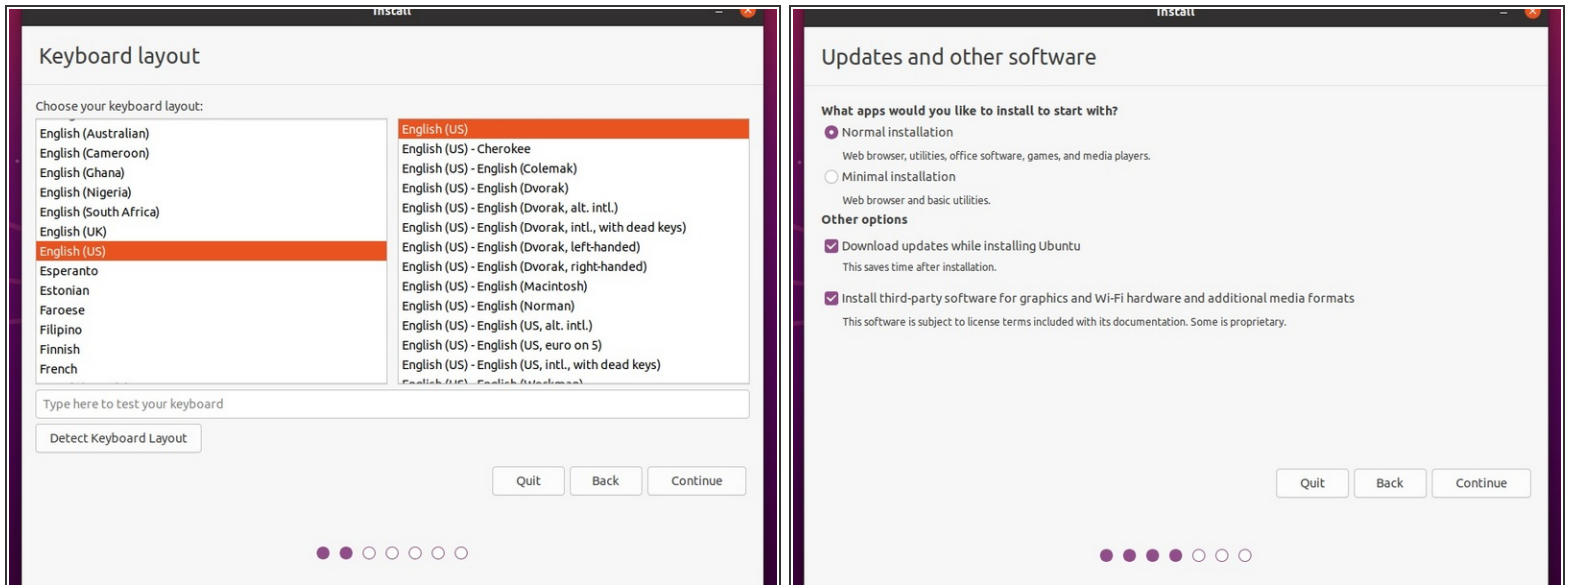 Install
Keyboard layout
Choose your keyboard layout:
English (Australian)
English (Cameroon)
English (Ghana)
English (Nigeria)
English (South Africa)
English (UK)
English (US)
Esperanto
Estonian
Faroese
Filipino
Finnish
French
English (US)
English (US) - Cherokee
English (US) - English (Colemak)
English (US) - English (Dvorak)
English (US) - English (Dvorak, alt. intl.)
English (US) - English (Dvorak, intl., with dead keys)
English (US) - English (Dvorak, left-handed)
English (US) - English (Dvorak, right-handed)
English (US) - English (Macintosh)
English (US) - English (Norman)
English (US) - English (US, alt. intl.)
English (US) - English (US, euro on 5)
English (US) - English (US, intl., with dead keys)
English (US) - English (Workman)
Type here to test your keyboard
Detect Keyboard Layout
Quit
Back
Continue
Install
Updates and other software
What apps would you like to install to start with?
Normal installation
Web browser, utilities, office software, games, and media players.
Minimal installation
Web browser and basic utilities.
Other options
Download updates while installing Ubuntu
This saves time after installation.
Install third-party software for graphics and Wi-Fi hardware and additional media formats
This software is subject to license terms included with its documentation. Some is proprietary.
Quit
Back
Continue